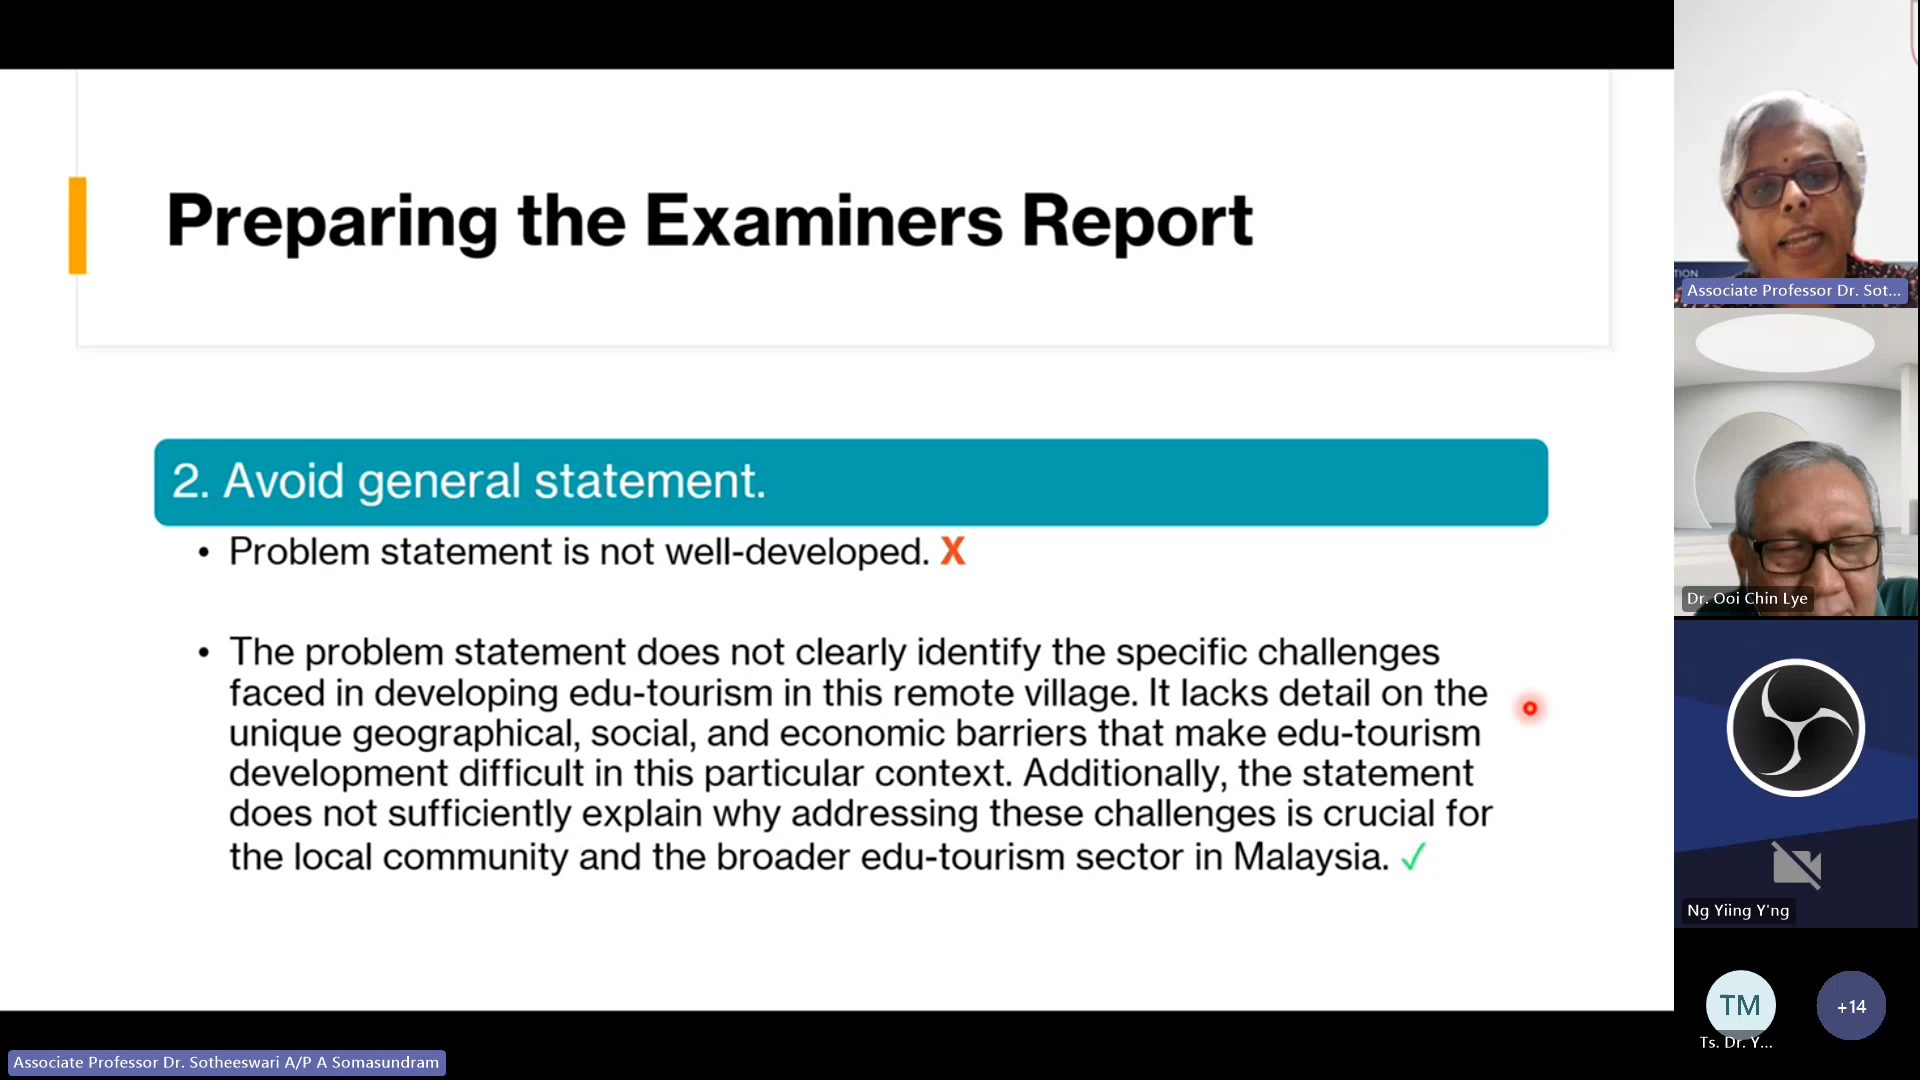 Preparing the Examiners Report
2. Avoid general statement.
• Problem statement is not well-developed. X
• The problem statement does not clearly identify the specific challenges
faced in developing edu-tourism in this remote village. It lacks detail on the
unique geographical, social, and economic barriers that make edu-tourism
development difficult in this particular context. Additionally, the statement
does not sufficiently explain why addressing these challenges is crucial for
the local community and the broader edu-tourism sector in Malaysia. ✓
TION
Associate Professor Dr. Sot...
Dr. Ooi Chin Lye
Ng Yiing Y'ng
TM
+14
Ts. Dr. Y...
Associate Professor Dr. Sotheeswari A/P A Somasundram